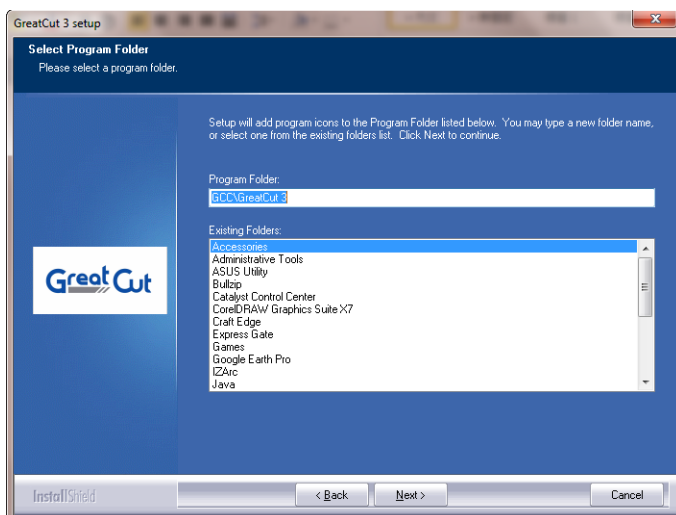 GreatCut 3 setup
Select Program Folder
Please select a program folder.
Setup will add program icons to the Program Folder listed below. You may type a new folder name,
or select one from the existing folders list. Click Next to continue.
Program Folder:
GCC\GreatCut 3
Existing Folders:
Accessories
Administrative Tools
ASUS Utility
Bullzip
Catalyst Control Center
CorelDRAW Graphics Suite X7
Craft Edge
Express Gate
Games
Google Earth Pro
IZArc
Java
Great Cut
InstallShield
< Back
Next >
Cancel